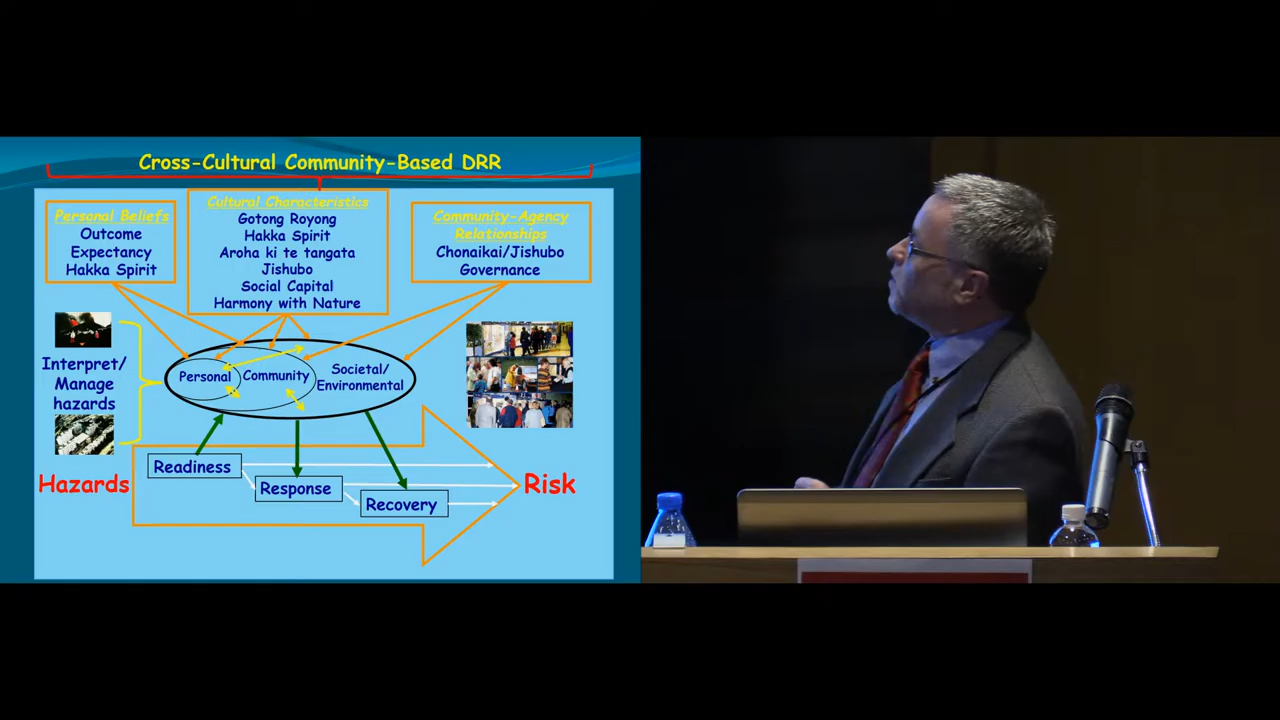 Cross-Cultural Community-Based DRR
Personal Beliefs
Outcome
Expectancy
Hakka Spirit
Cultural Characteristics
Gotong Royong
Hakka Spirit
Aroha ki te tangata
Jishubo
Social Capital
Harmony with Nature
Community-Agency
Relationships
Chonaikai/Jishubo
Governance
Interpret/
Manage
hazards
Personal
Community
Societal/
Environmental
Hazards
Readiness
Response
Recovery
Risk